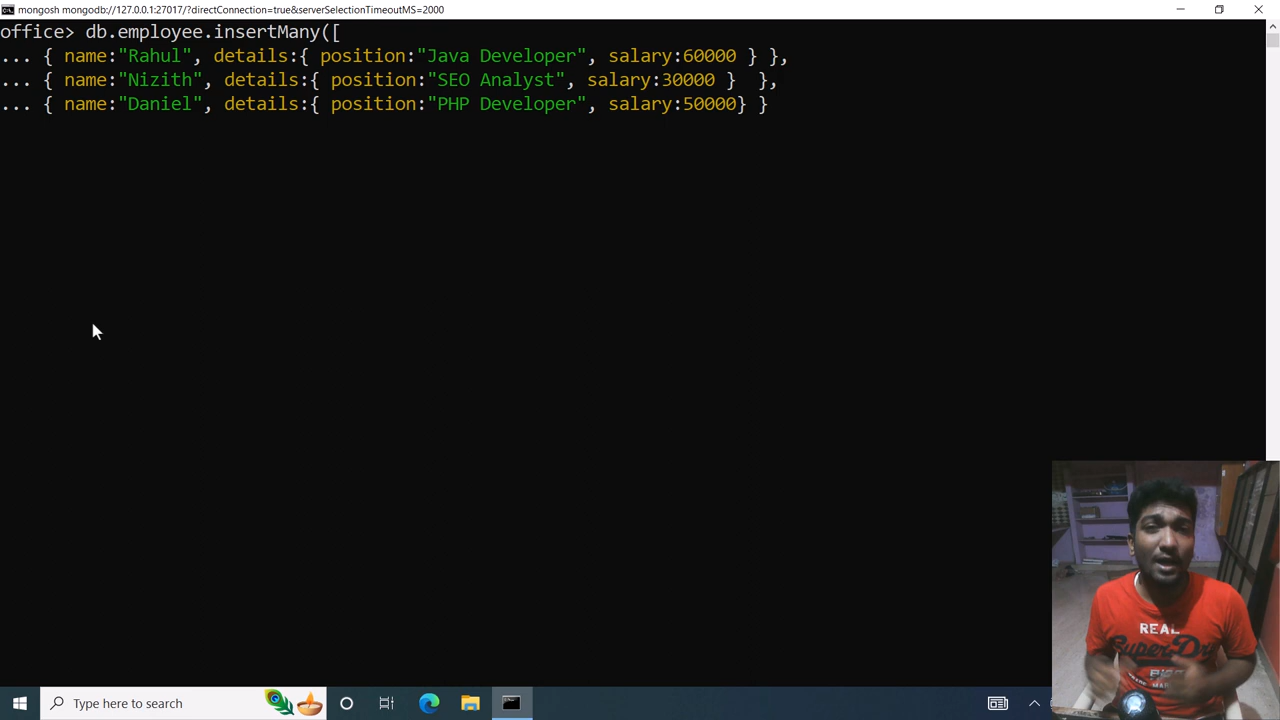 mongosh mongodb://127.0.0.1:27017/?directConnection=true&serverSelectionTimeoutMS=2000
office> db.employee.insertMany([
... { name:"Rahul", details:{ position:"Java Developer", salary:60000 } },
... { name:"Nizith", details:{ position:"SEO Analyst", salary:30000 }  },
... { name:"Daniel", details:{ position:"PHP Developer", salary:50000} }
REAL
Type here to search